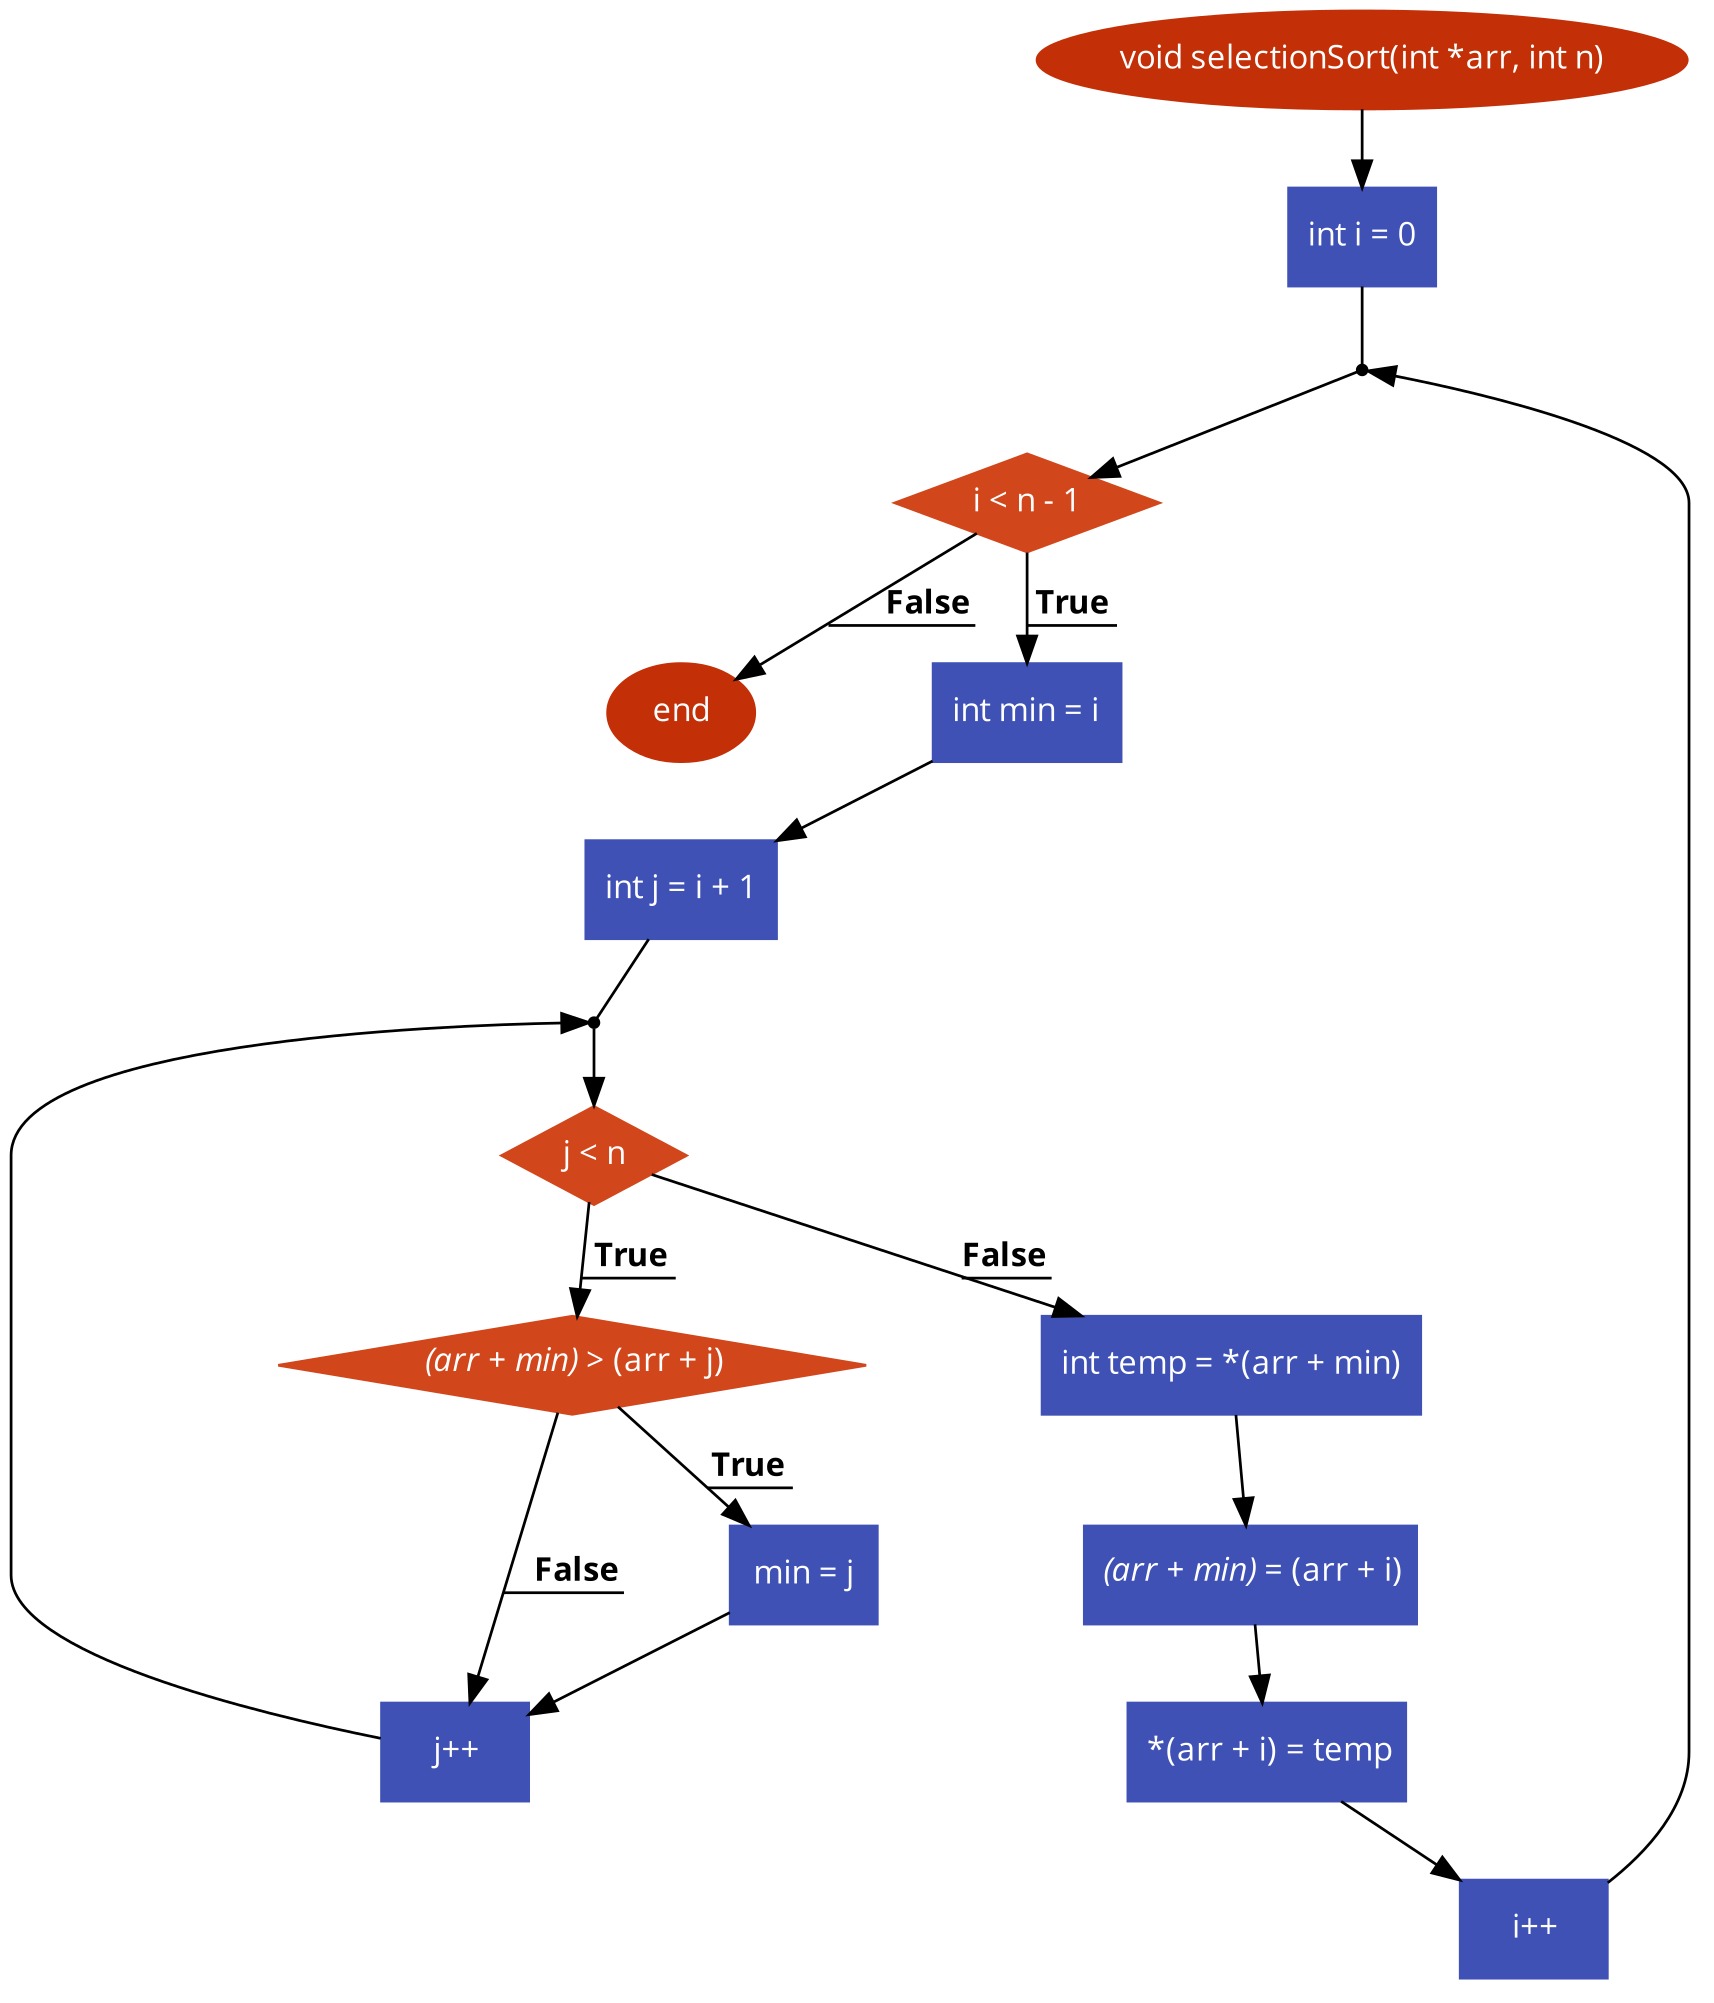 void selectionSort(int *arr, int n)
int i = 0
i < n - 1
False
True
end
int min = i
int j = i + 1
j < n
True
False
(arr + min) > (arr + j)
int temp = *(arr + min)
True
False
min = j
(arr + min) = (arr + i)
j++
*(arr + i) = temp
i++